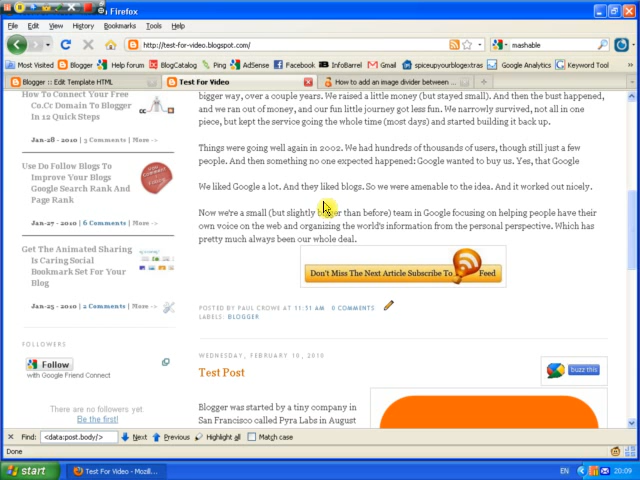 Firefox
File Edit View History Bookmarks Tools Help
http://test-for-video.blogspot.com/
mashable
Most Visited Blogger Help forum BlogCatalog Ping AdSense Facebook InfoBarrel Gmail spiceupyourblogextras Google Analytics Keyword Tool
Blogger :: Edit Template HTML
Test For Video
How to add an image divider between ...
How To Connect Your Free
Co.Cc Domain To Blogger
In 12 Quick Steps
Jan-28 - 2010 | 3 Comments | More ->
Use Do Follow Blogs To
Improve Your Blogs
Google Search Rank And
Page Rank
Jan-27 - 2010 | 6 Comments | More ->
Get The Animated Sharing
Is Caring Social
Bookmark Set For Your
Blog
Jan-25 - 2010 | 2 Comments | More ->
FOLLOWERS
Follow
with Google Friend Connect
There are no followers yet.
Be the first!
bigger way, over a couple years. We raised a little money (but stayed small). And then the bust happened,
and we ran out of money, and our fun little journey got less fun. We narrowly survived, not all in one
piece, but kept the service going the whole time (most days) and started building it back up.
Things were going well again in 2002. We had hundreds of thousands of users, though still just a few
people. And then something no one expected happened: Google wanted to buy us. Yes, that Google
We liked Google a lot. And they liked blogs. So we were amenable to the idea. And it worked out nicely.
Now we're a small (but slightly bigger than before) team in Google focusing on helping people have their
own voice on the web and organizing the world's information from the personal perspective. Which has
pretty much always been our whole deal.
Don't Miss The Next Article Subscribe To Feed
POSTED BY PAUL CROWE AT 11:51 AM 0 COMMENTS
LABELS: BLOGGER
WEDNESDAY, FEBRUARY 10, 2010
buzz this
Test Post
Blogger was started by a tiny company in
San Francisco called Pyra Labs in August
Find: <data:post.body/> Next Previous Highlight all Match case
Done
start
Test For Video - Mozil...
EN
20:09